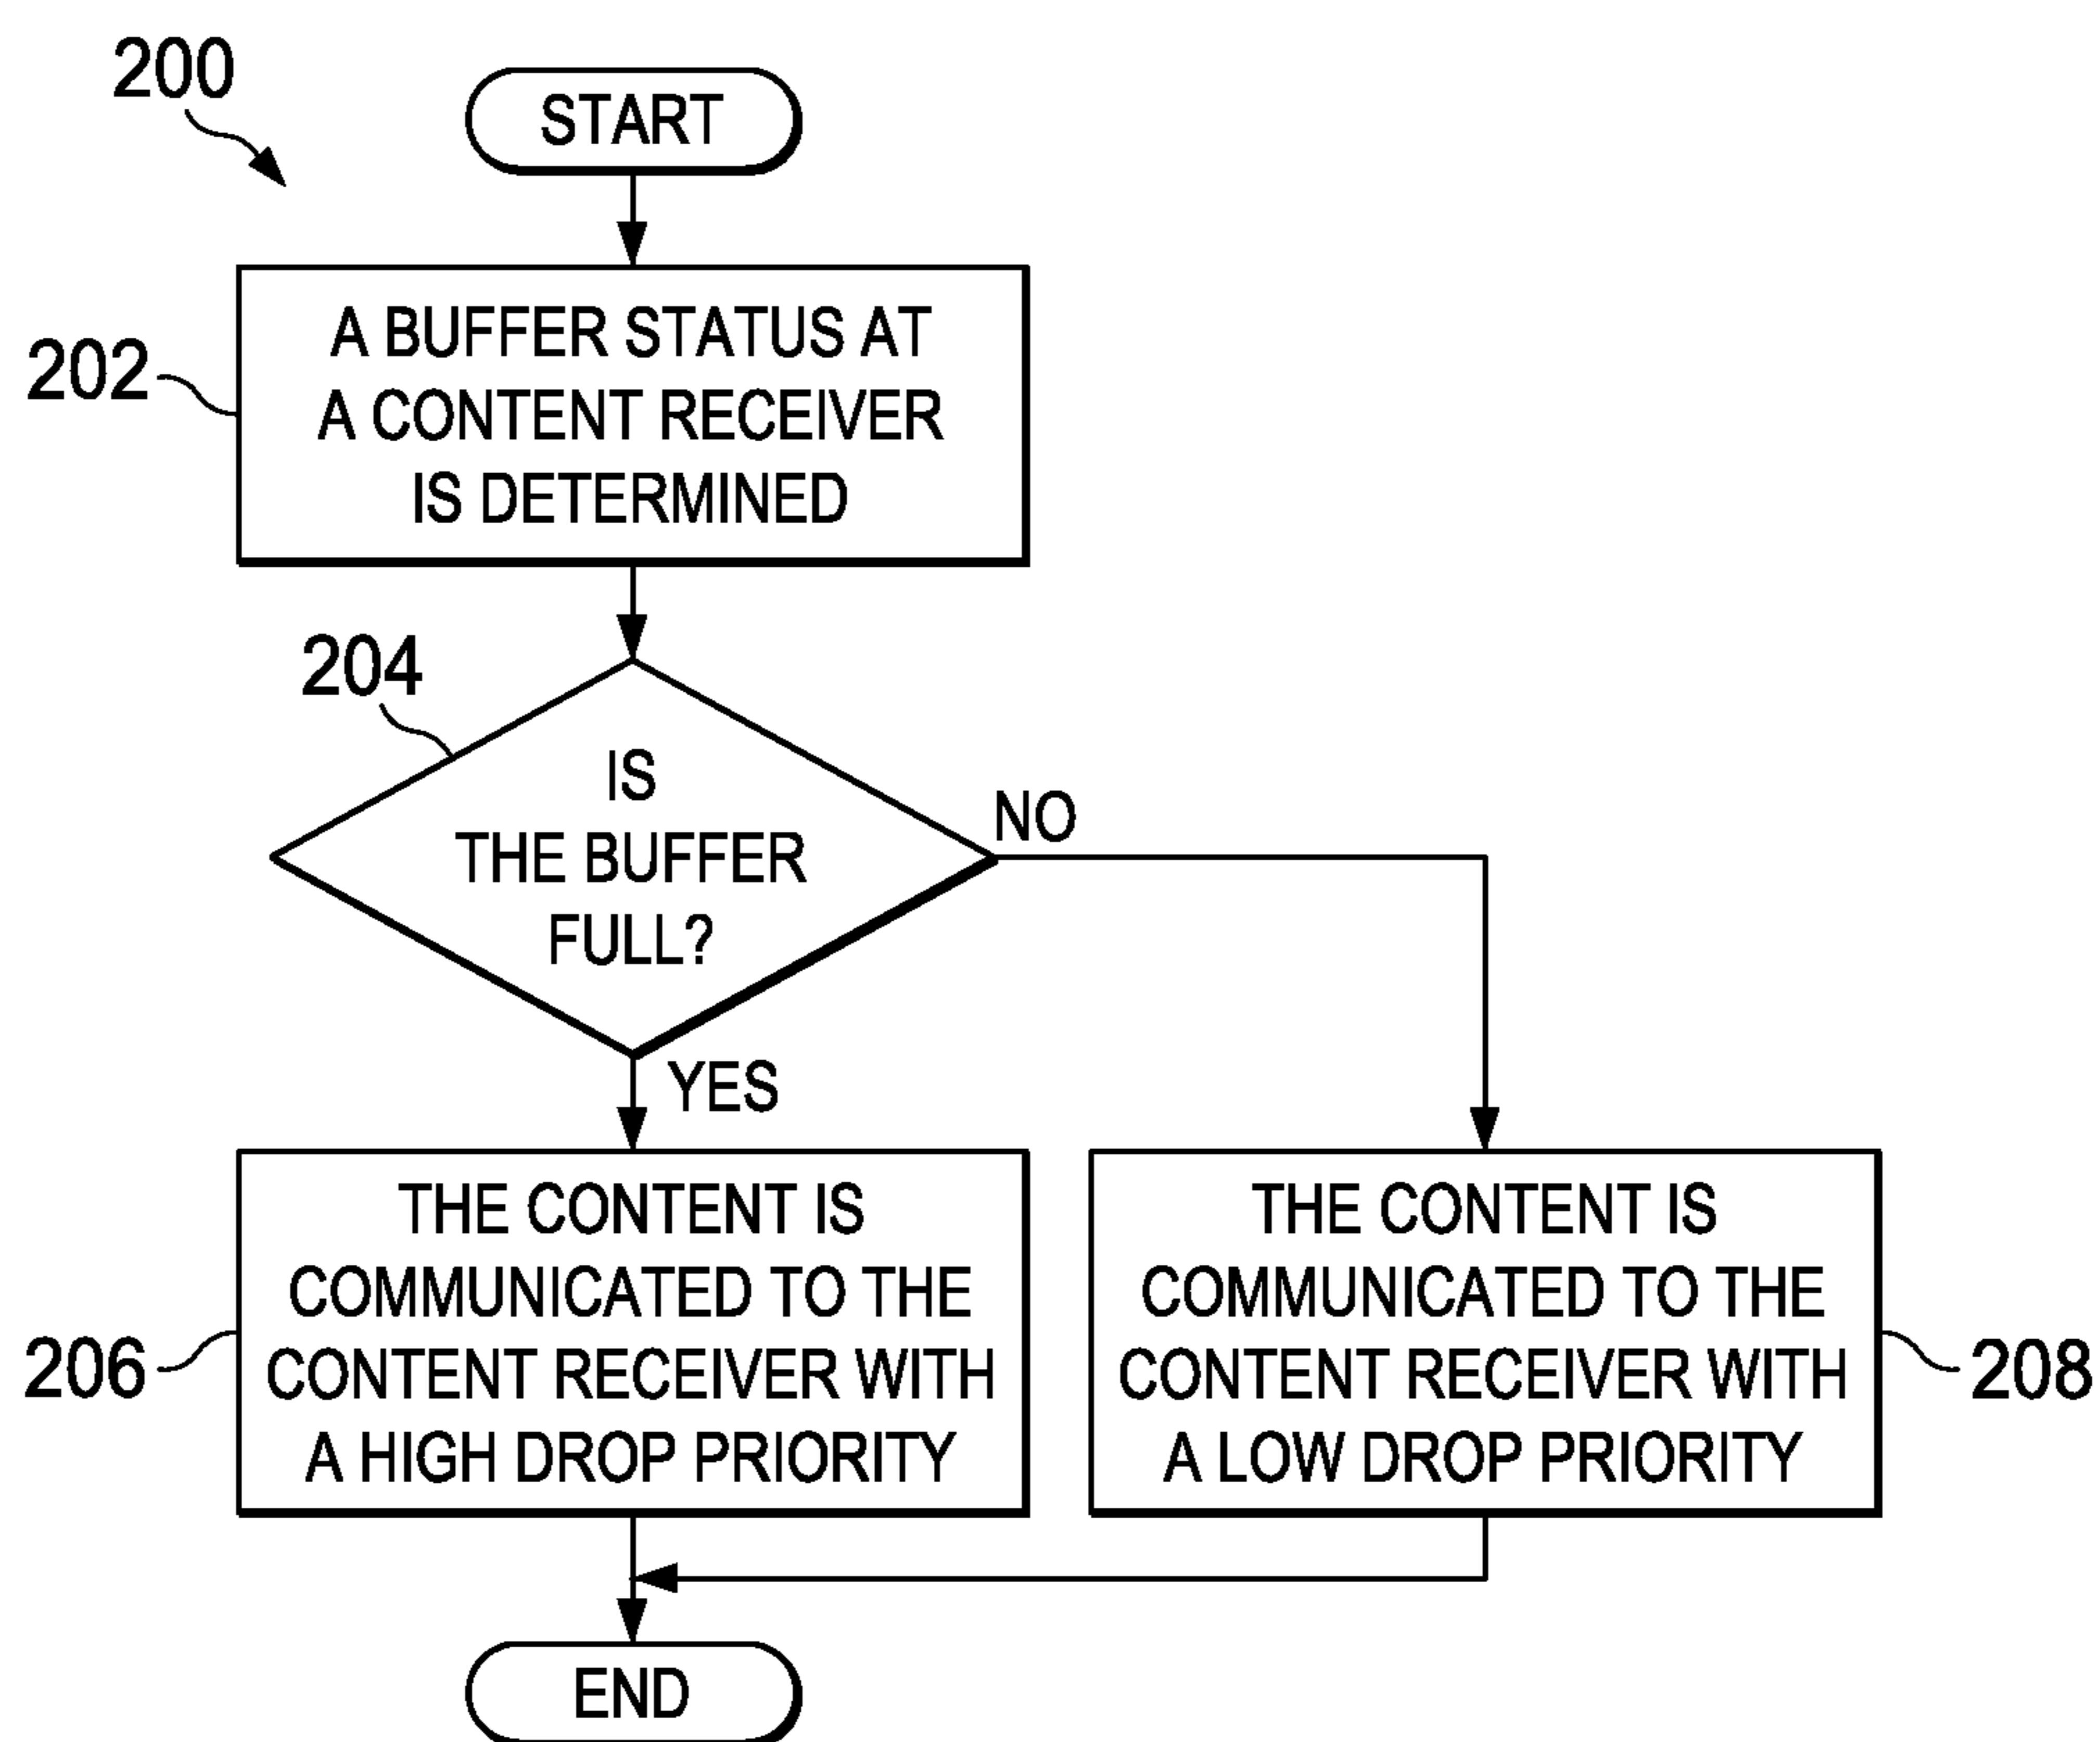 200
START
202
A BUFFER STATUS AT
A CONTENT RECEIVER
IS DETERMINED
204
IS
THE BUFFER
FULL?
NO
YES
206
THE CONTENT IS
COMMUNICATED TO THE
CONTENT RECEIVER WITH
A HIGH DROP PRIORITY
THE CONTENT IS
COMMUNICATED TO THE
CONTENT RECEIVER WITH
A LOW DROP PRIORITY
208
END